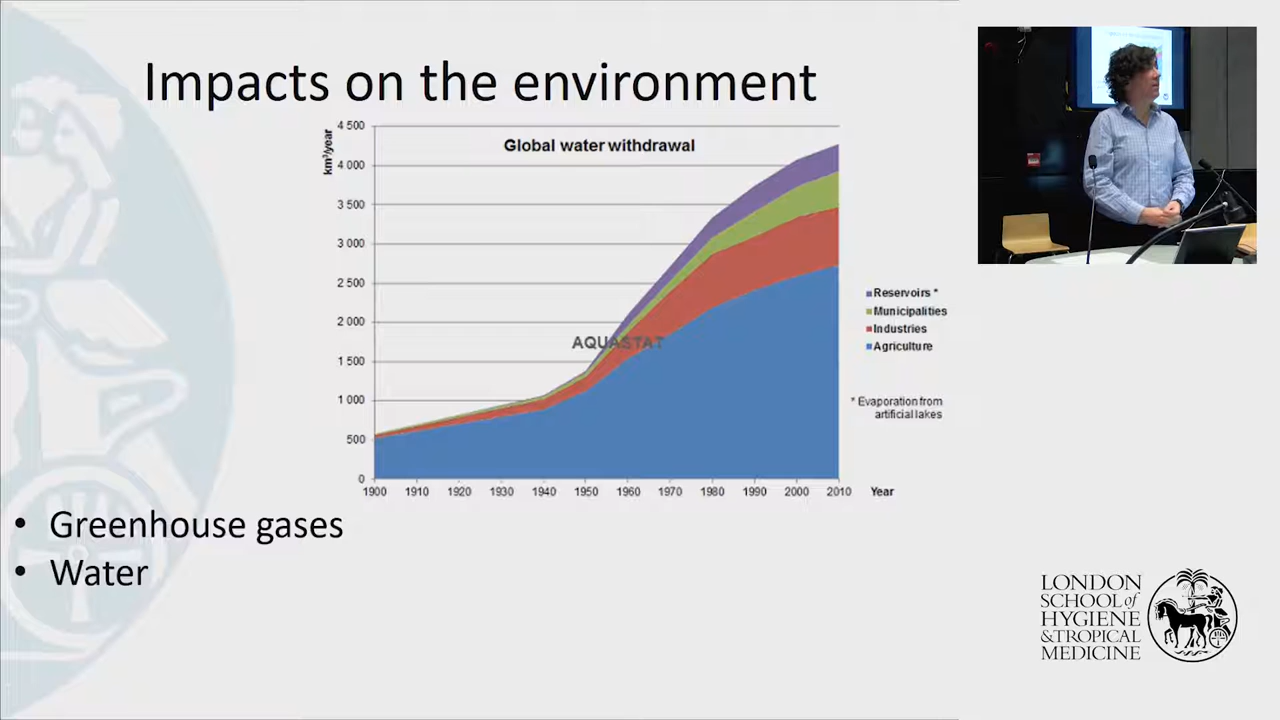 Impacts on the environment
Global water withdrawal
km³/year
4 500
4 000
3 500
3 000
2 500
2 000
1 500
1 000
500
0
AQUASTAT
1900 1910 1920 1930 1940 1950 1960 1970 1980 1990 2000 2010 Year
Reservoirs *
Municipalities
Industries
Agriculture
* Evaporation from
artificial lakes
• Greenhouse gases
• Water
LONDON
SCHOOL of
HYGIENE
& TROPICAL
MEDICINE